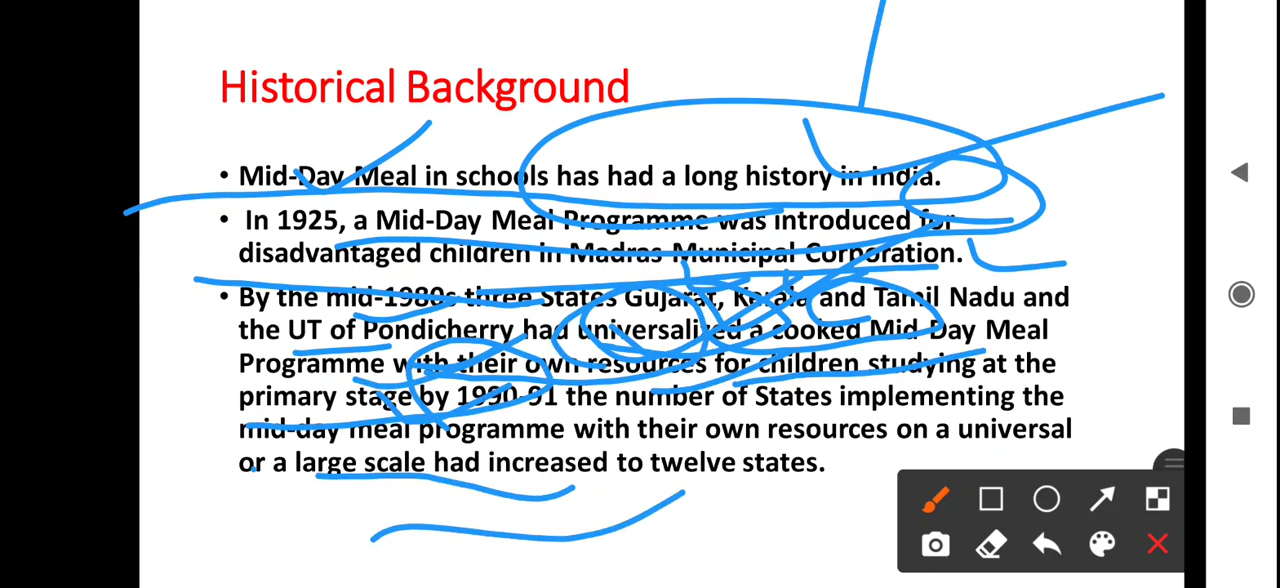 Historical Background
• Mid-Day Meal in schools has had a long history in India.
• In 1925, a Mid-Day Meal Programme was introduced for
disadvantaged children in Madras Municipal Corporation.
• By the mid-1980s three States Gujarat, Kerala and Tamil Nadu and
the UT of Pondicherry had universalized a cooked Mid-Day Meal
Programme with their own resources for children studying at the
primary stage by 1990-91 the number of States implementing the
mid-day meal programme with their own resources on a universal
or a large scale had increased to twelve states.